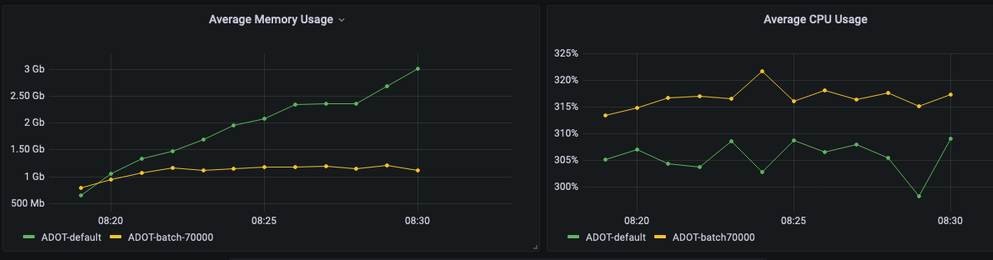 Average Memory Usage
3 Gb
2.50 Gb
2 Gb
1.50 Gb
1 Gb
500 Mb
08:20 08:25 08:30
ADOT-default ADOT-batch-70000
Average CPU Usage
325%
320%
315%
310%
305%
300%
08:20 08:25 08:30
ADOT-default ADOT-batch70000